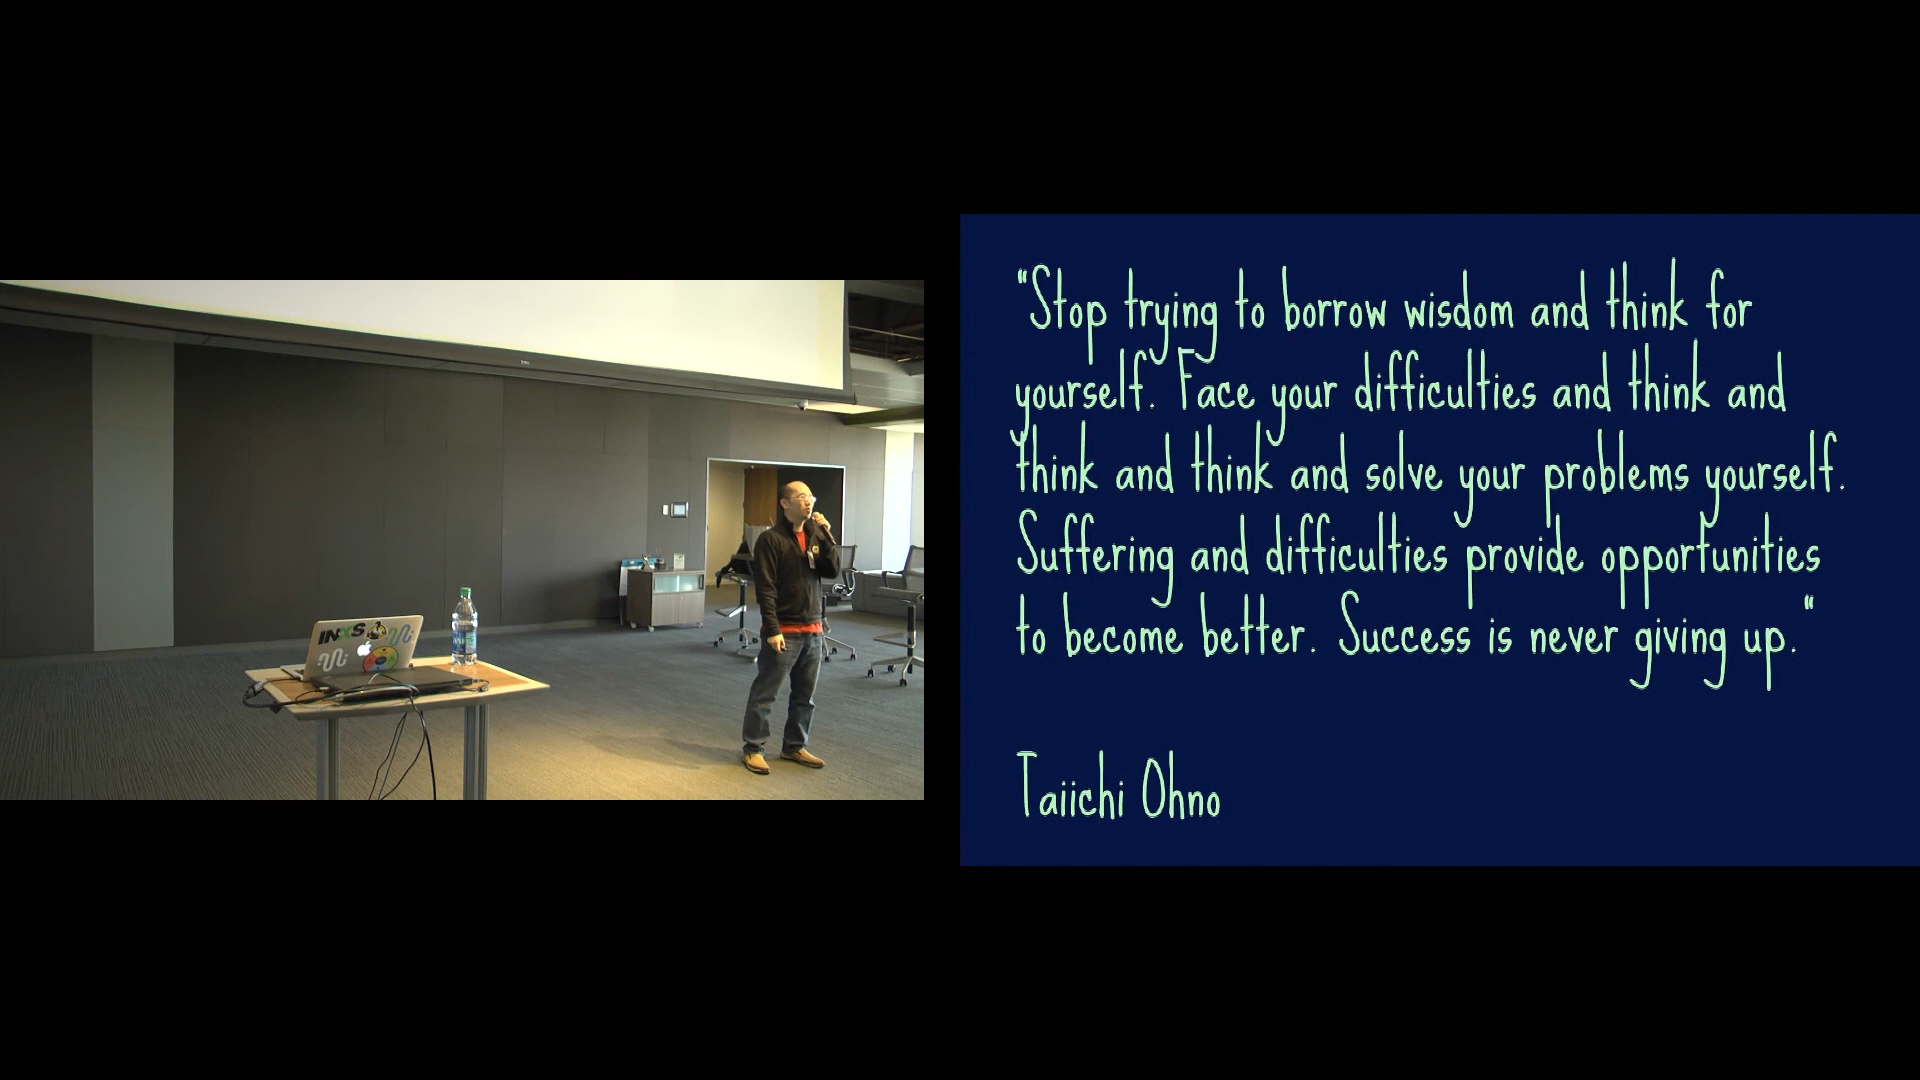 "Stop trying to borrow wisdom and think for
yourself. Face your difficulties and think and
think and think and solve your problems yourself.
Suffering and difficulties provide opportunities
to become better. Success is never giving up."
Taiichi Ohno
INXS